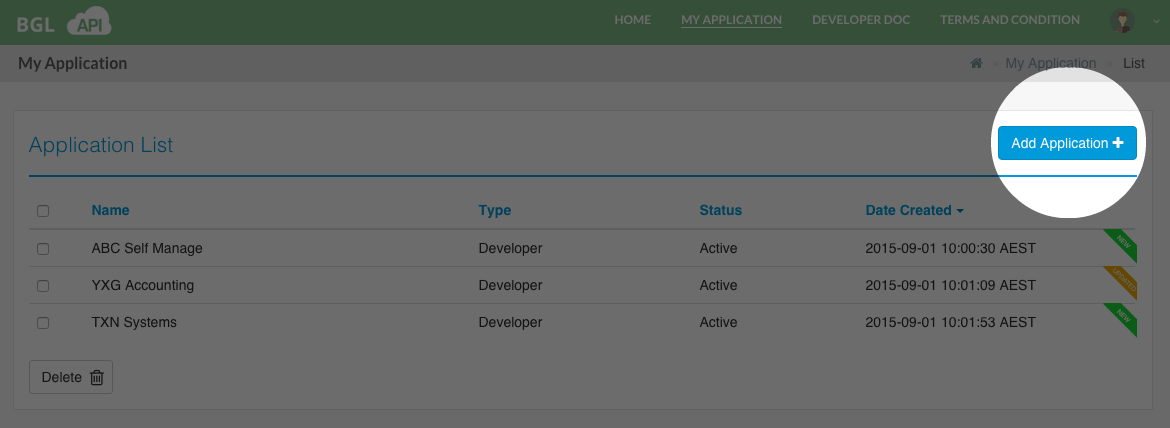 BGL API HOME MY APPLICATION DEVELOPER DOC TERMS AND CONDITION
My Application My Application List
Application List Add Application
Name Type Status Date Created
ABC Self Manage Developer Active 2015-09-01 10:00:30 AEST NEW
YXG Accounting Developer Active 2015-09-01 10:01:09 AEST UPDATED
TXN Systems Developer Active 2015-09-01 10:01:53 AEST NEW
Delete